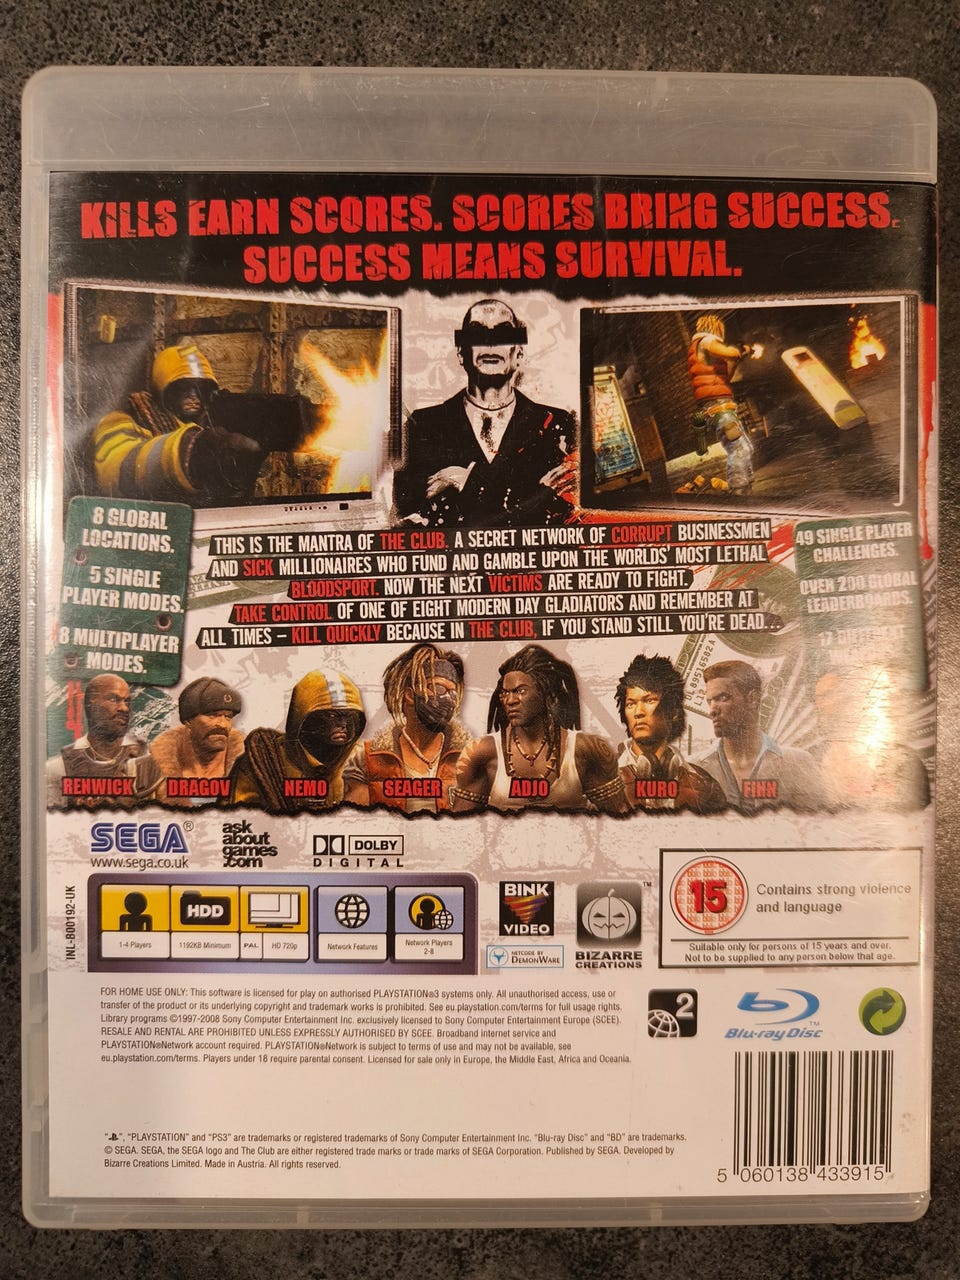 KILLS EARN SCORES. SCORES BRING SUCCESS.
SUCCESS MEANS SURVIVAL.
8 GLOBAL
LOCATIONS.
5 SINGLE
PLAYER MODES.
8 MULTIPLAYER
MODES.
THIS IS THE MANTRA OF THE CLUB. A SECRET NETWORK OF CORRUPT BUSINESSMEN
AND SICK MILLIONAIRES WHO FUND AND GAMBLE UPON THE WORLDS' MOST LETHAL
BLOODSPORT. NOW THE NEXT VICTIMS ARE READY TO FIGHT.
TAKE CONTROL OF ONE OF EIGHT MODERN DAY GLADIATORS AND REMEMBER AT
ALL TIMES – KILL QUICKLY BECAUSE IN THE CLUB, IF YOU STAND STILL YOU'RE DEAD...
49 SINGLE PLAYER
CHALLENGES.
OVER 200 GLOBAL
LEADERBOARDS.
17
RENWICK
DRAGOV
NEMO
SEAGER
ADJO
KURO
FINN
SEGA®
www.sega.co.uk
ask
about
games
.com
DOLBY
DIGITAL
INL-B00192-UK
1-4 Players
HDD
1192KB Minimum
PAL
HD 720p
Network Features
Network Players
2-8
BINK
VIDEO
NETCODE BY
DEMONWARE
™
BIZARRE
CREATIONS
15
Contains strong violence
and language
Suitable only for persons of 15 years and over.
Not to be supplied to any person below that age.
FOR HOME USE ONLY: This software is licensed for play on authorised PLAYSTATION®3 systems only. All unauthorised access, use or
transfer of the product or its underlying copyright and trademark works is prohibited. See eu.playstation.com/terms for full usage rights.
Library programs ©1997-2008 Sony Computer Entertainment Inc. exclusively licensed to Sony Computer Entertainment Europe (SCEE).
RESALE AND RENTAL ARE PROHIBITED UNLESS EXPRESSLY AUTHORISED BY SCEE. Broadband internet service and
PLAYSTATION®Network account required. PLAYSTATION®Network is subject to terms of use and may not be available, see
eu.playstation.com/terms. Players under 18 require parental consent. Licensed for sale only in Europe, the Middle East, Africa and Oceania.
2
Blu-ray Disc™
"PS", "PLAYSTATION" and "PS3" are trademarks or registered trademarks of Sony Computer Entertainment Inc. "Blu-ray Disc" and "BD" are trademarks.
© SEGA. SEGA, the SEGA logo and The Club are either registered trade marks or trade marks of SEGA Corporation. Published by SEGA. Developed by
Bizarre Creations Limited. Made in Austria. All rights reserved.
5 060138 433915